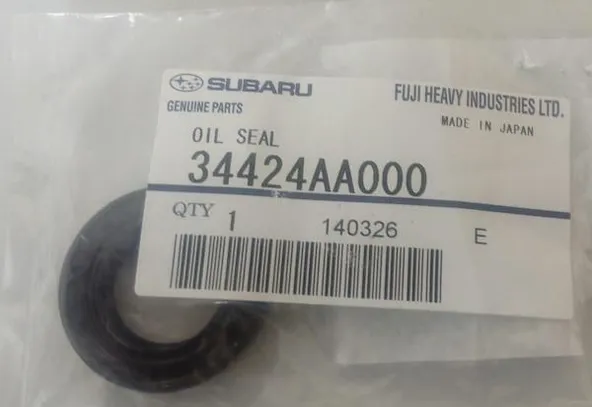 SUBARU FUJI HEAVY INDUSTRIES LTD.
GENUINE PARTS MADE IN JAPAN
OIL SEAL
34424AA000
QTY 1 140326 E